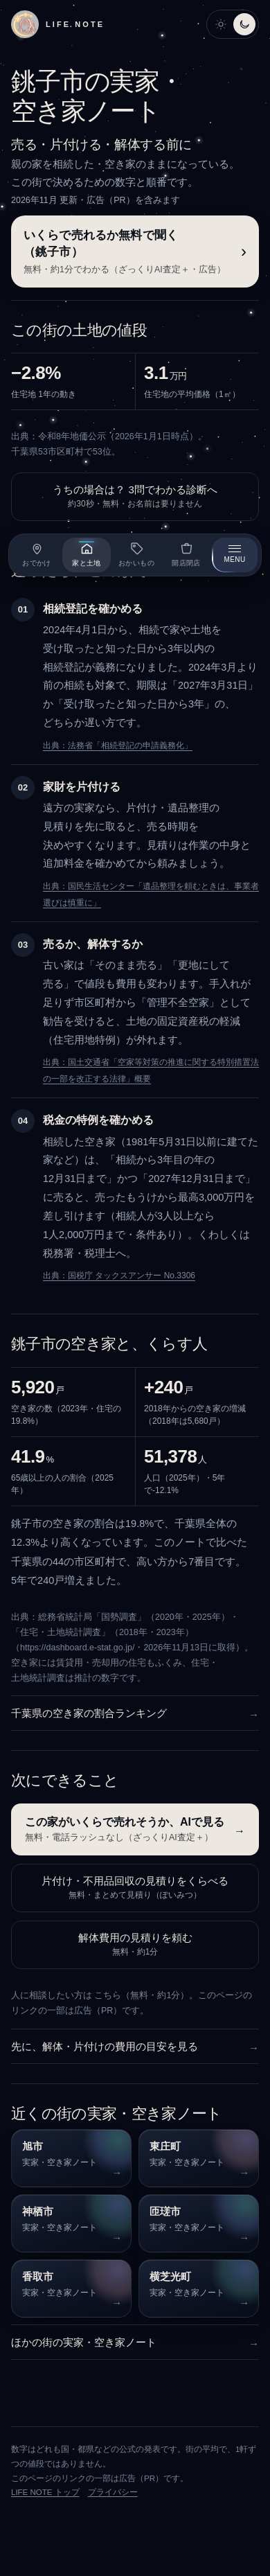 LIFE.NOTE
銚子市の実家・
空き家ノート
売る・片付ける・解体する前に
親の家を相続した・空き家のままになっている。
この街で決めるための数字と順番です。
2026年11月 更新・広告（PR）を含みます
いくらで売れるか無料で聞く
（銚子市）
無料・約1分でわかる（ざっくりAI査定＋・広告）
›
この街の土地の値段
−2.8%
住宅地 1年の動き
3.1万円
住宅地の平均価格（1㎡）
出典：令和8年地価公示（2026年1月1日時点）。
千葉県53市区町村で53位。
うちの場合は？ 3問でわかる診断へ
約30秒・無料・お名前は要りません
おでかけ
家と土地
おかいもの
開店閉店
MENU
01
相続登記を確かめる
2024年4月1日から、相続で家や土地を
受け取ったと知った日から3年以内の
相続登記が義務になりました。2024年3月より
前の相続も対象で、期限は「2027年3月31日」
か「受け取ったと知った日から3年」の、
どちらか遅い方です。
出典：法務省「相続登記の申請義務化」
02
家財を片付ける
遠方の実家なら、片付け・遺品整理の
見積りを先に取ると、売る時期を
決めやすくなります。見積りは作業の中身と
追加料金を確かめてから頼みましょう。
出典：国民生活センター「遺品整理を頼むときは、事業者
選びは慎重に」
03
売るか、解体するか
古い家は「そのまま売る」「更地にして
売る」で値段も費用も変わります。手入れが
足りず市区町村から「管理不全空家」として
勧告を受けると、土地の固定資産税の軽減
（住宅用地特例）が外れます。
出典：国土交通省「空家等対策の推進に関する特別措置法
の一部を改正する法律」概要
04
税金の特例を確かめる
相続した空き家（1981年5月31日以前に建てた
家など）は、「相続から3年目の年の
12月31日まで」かつ「2027年12月31日まで」
に売ると、売ったもうけから最高3,000万円を
差し引けます（相続人が3人以上なら
1人2,000万円まで・条件あり）。くわしくは
税務署・税理士へ。
出典：国税庁 タックスアンサー No.3306
銚子市の空き家と、くらす人
5,920戸
空き家の数（2023年・住宅の
19.8%）
+240戸
2018年からの空き家の増減
（2018年は5,680戸）
41.9%
65歳以上の人の割合（2025
年）
51,378人
人口（2025年）・5年
で-12.1%
銚子市の空き家の割合は19.8%で、千葉県全体の
12.3%より高くなっています。このノートで比べた
千葉県の44の市区町村で、高い方から7番目です。
5年で240戸増えました。
出典：総務省統計局「国勢調査」（2020年・2025年）・
「住宅・土地統計調査」（2018年・2023年）
（https://dashboard.e-stat.go.jp/・2026年11月13日に取得）。
空き家には賃貸用・売却用の住宅もふくみ、住宅・
土地統計調査は推計の数字です。
千葉県の空き家の割合ランキング
→
次にできること
この家がいくらで売れそうか、AIで見る
無料・電話ラッシュなし（ざっくりAI査定＋）
→
片付け・不用品回収の見積りをくらべる
無料・まとめて見積り（ぽいみつ）
解体費用の見積りを頼む
無料・約1分
人に相談したい方は こちら（無料・約1分）。このページの
リンクの一部は広告（PR）です。
先に、解体・片付けの費用の目安を見る
→
近くの街の実家・空き家ノート
旭市
実家・空き家ノート
→
東庄町
実家・空き家ノート
→
神栖市
実家・空き家ノート
→
匝瑳市
実家・空き家ノート
→
香取市
実家・空き家ノート
→
横芝光町
実家・空き家ノート
→
ほかの街の実家・空き家ノート
→
数字はどれも国・都県などの公式の発表です。街の平均で、1軒ず
つの値段ではありません。
このページのリンクの一部は広告（PR）です。
LIFE NOTE トップ プライバシー